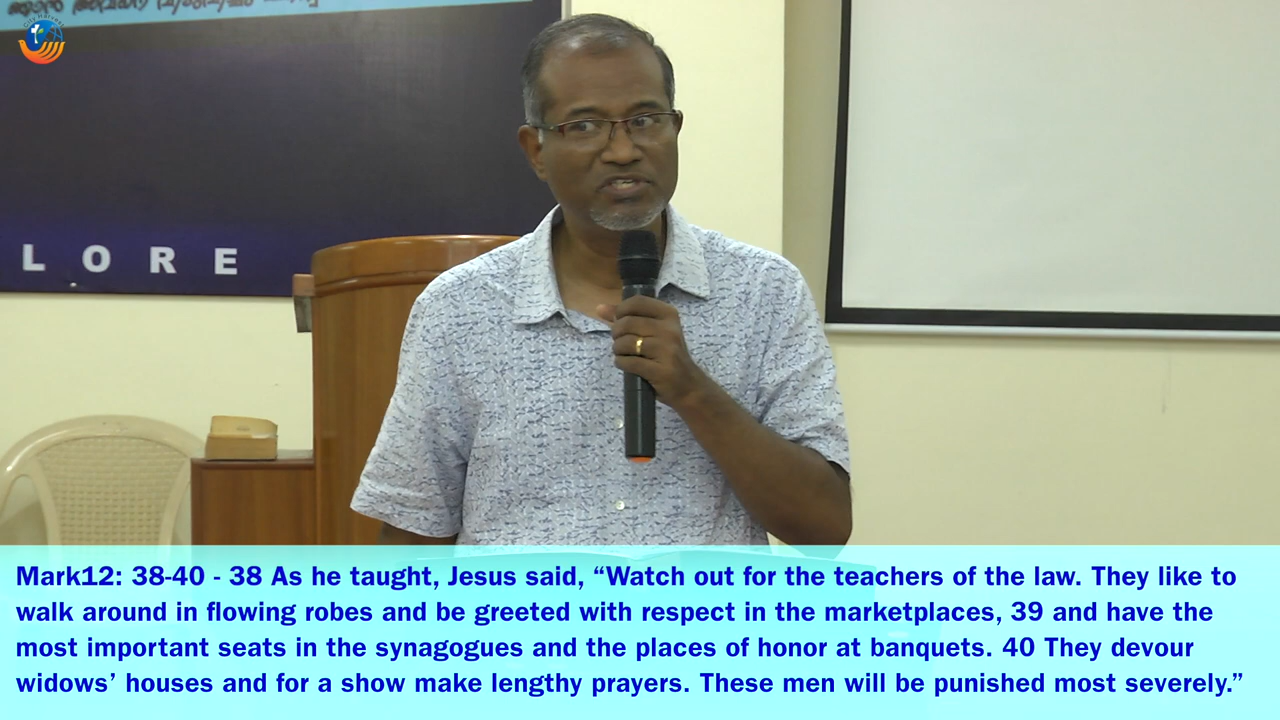 ഞാൻ അവനെ
LORE
Mark12: 38-40 - 38 As he taught, Jesus said, “Watch out for the teachers of the law. They like to
walk around in flowing robes and be greeted with respect in the marketplaces, 39 and have the
most important seats in the synagogues and the places of honor at banquets. 40 They devour
widows’ houses and for a show make lengthy prayers. These men will be punished most severely.”